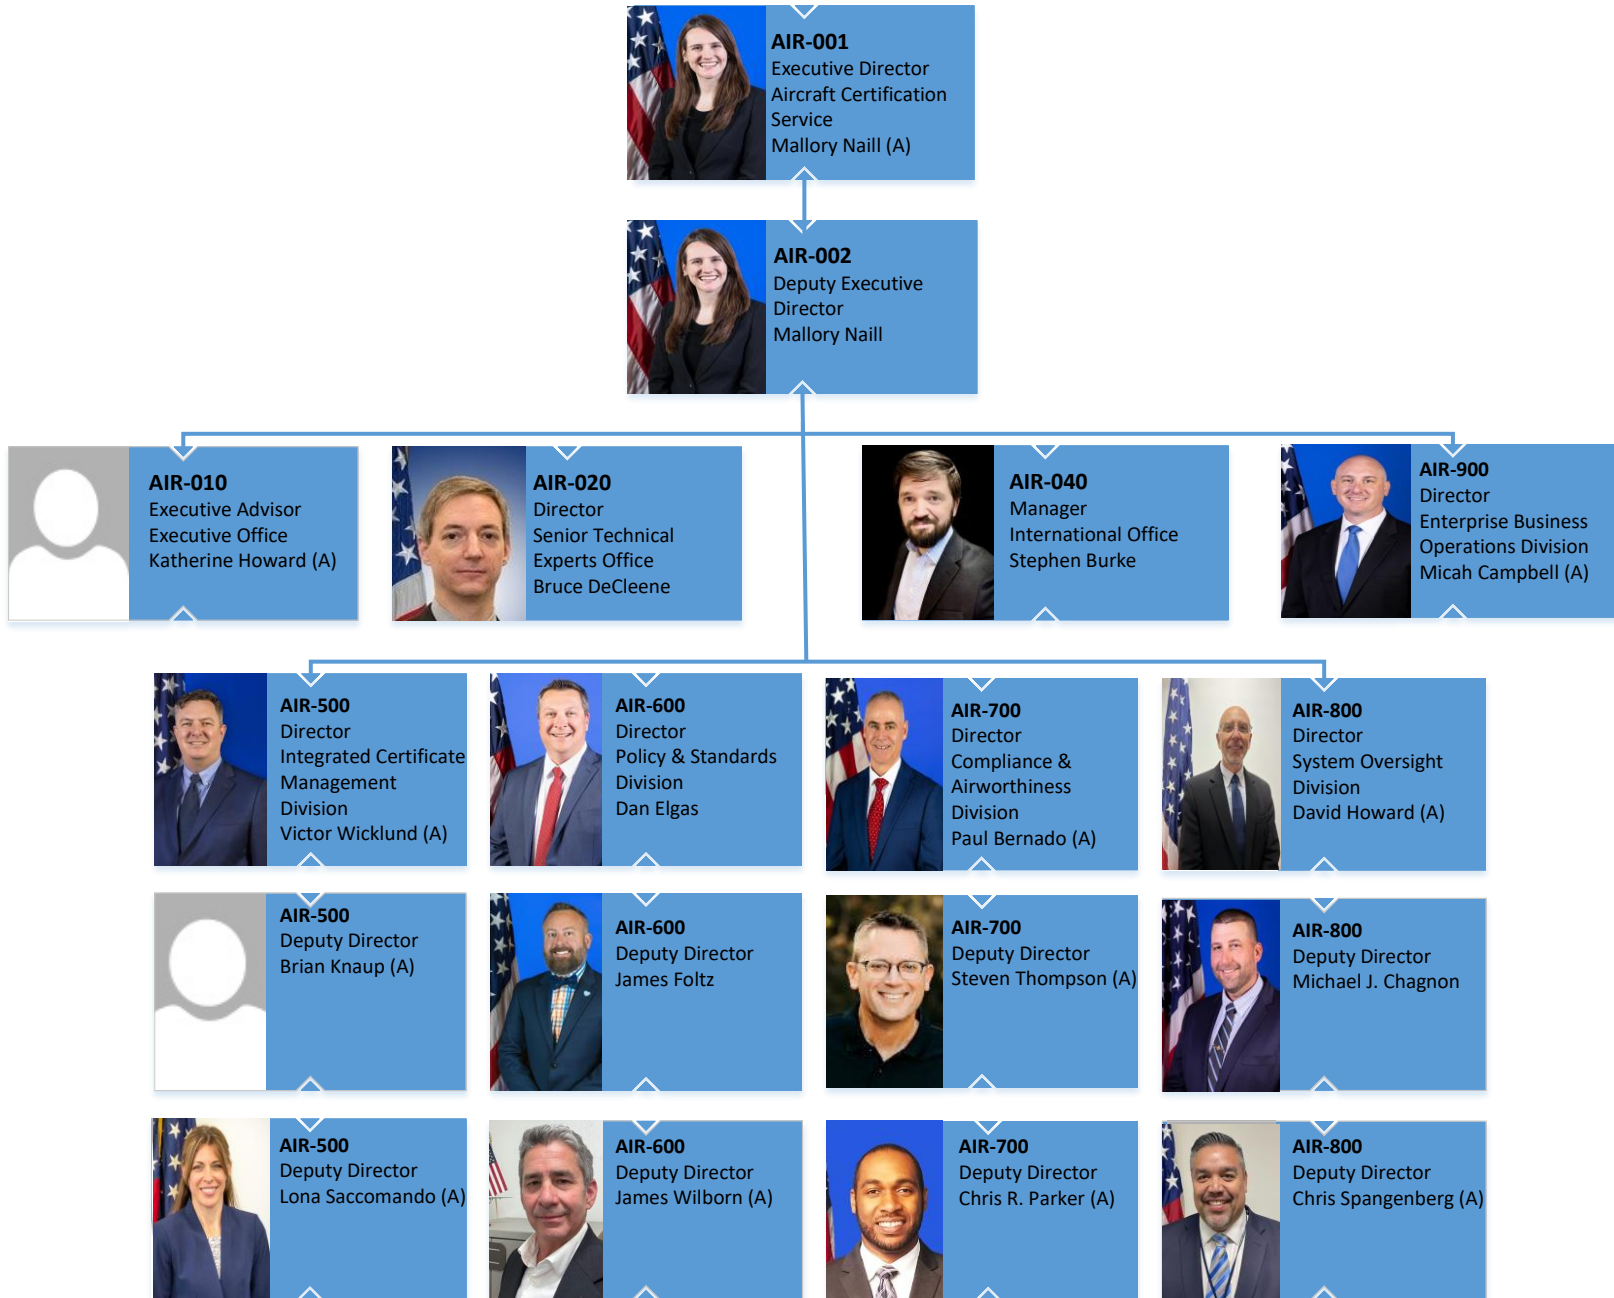 AIR-001
Executive Director
Aircraft Certification
Service
Mallory Naill (A)
AIR-002
Deputy Executive
Director
Mallory Naill
AIR-010
Executive Advisor
Executive Office
Katherine Howard (A)
AIR-020
Director
Senior Technical
Experts Office
Bruce DeCleene
AIR-040
Manager
International Office
Stephen Burke
AIR-900
Director
Enterprise Business
Operations Division
Micah Campbell (A)
AIR-500
Director
Integrated Certificate
Management
Division
Victor Wicklund (A)
AIR-600
Director
Policy & Standards
Division
Dan Elgas
AIR-700
Director
Compliance &
Airworthiness
Division
Paul Bernado (A)
AIR-800
Director
System Oversight
Division
David Howard (A)
AIR-500
Deputy Director
Brian Knaup (A)
AIR-600
Deputy Director
James Foltz
AIR-700
Deputy Director
Steven Thompson (A)
AIR-800
Deputy Director
Michael J. Chagnon
AIR-500
Deputy Director
Lona Saccomando (A)
AIR-600
Deputy Director
James Wilborn (A)
AIR-700
Deputy Director
Chris R. Parker (A)
AIR-800
Deputy Director
Chris Spangenberg (A)